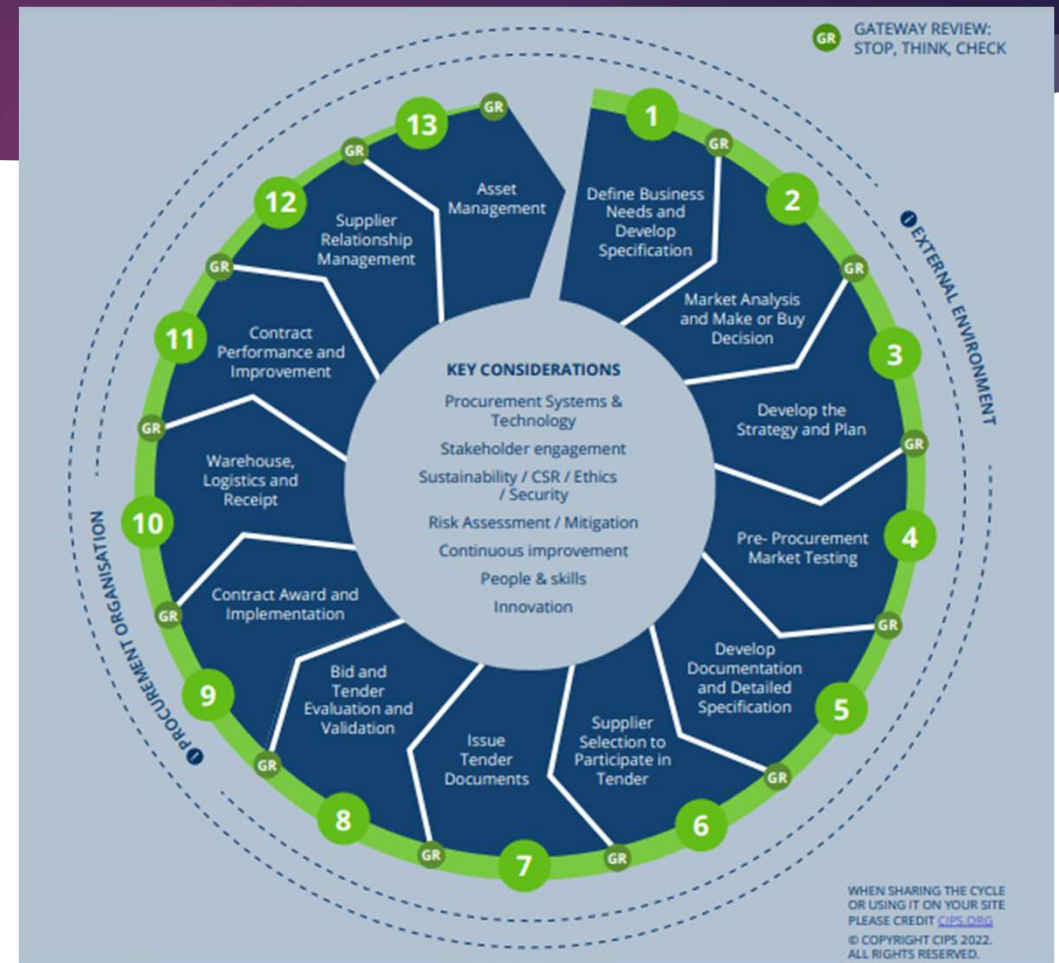 GR
GATEWAY REVIEW:
STOP, THINK, CHECK
1
Define Business
Needs and
Develop
Specification
GR
2
Market Analysis
and Make or Buy
Decision
GR
3
Develop the
Strategy and Plan
GR
4
Pre- Procurement
Market Testing
GR
5
Develop
Documentation
and Detailed
Specification
GR
6
Supplier
Selection to
Participate in
Tender
GR
7
Issue
Tender
Documents
GR
8
Bid and
Tender
Evaluation and
Validation
GR
9
Contract Award and
Implementation
GR
10
Warehouse,
Logistics and
Receipt
GR
11
Contract
Performance and
Improvement
GR
12
Supplier
Relationship
Management
GR
13
Asset
Management
GR
KEY CONSIDERATIONS
Procurement Systems &
Technology
Stakeholder engagement
Sustainability / CSR / Ethics
/ Security
Risk Assessment / Mitigation
Continuous improvement
People & skills
Innovation
EXTERNAL ENVIRONMENT
PROCUREMENT ORGANISATION
WHEN SHARING THE CYCLE
OR USING IT ON YOUR SITE
PLEASE CREDIT CIPS.ORG
© COPYRIGHT CIPS 2022.
ALL RIGHTS RESERVED.